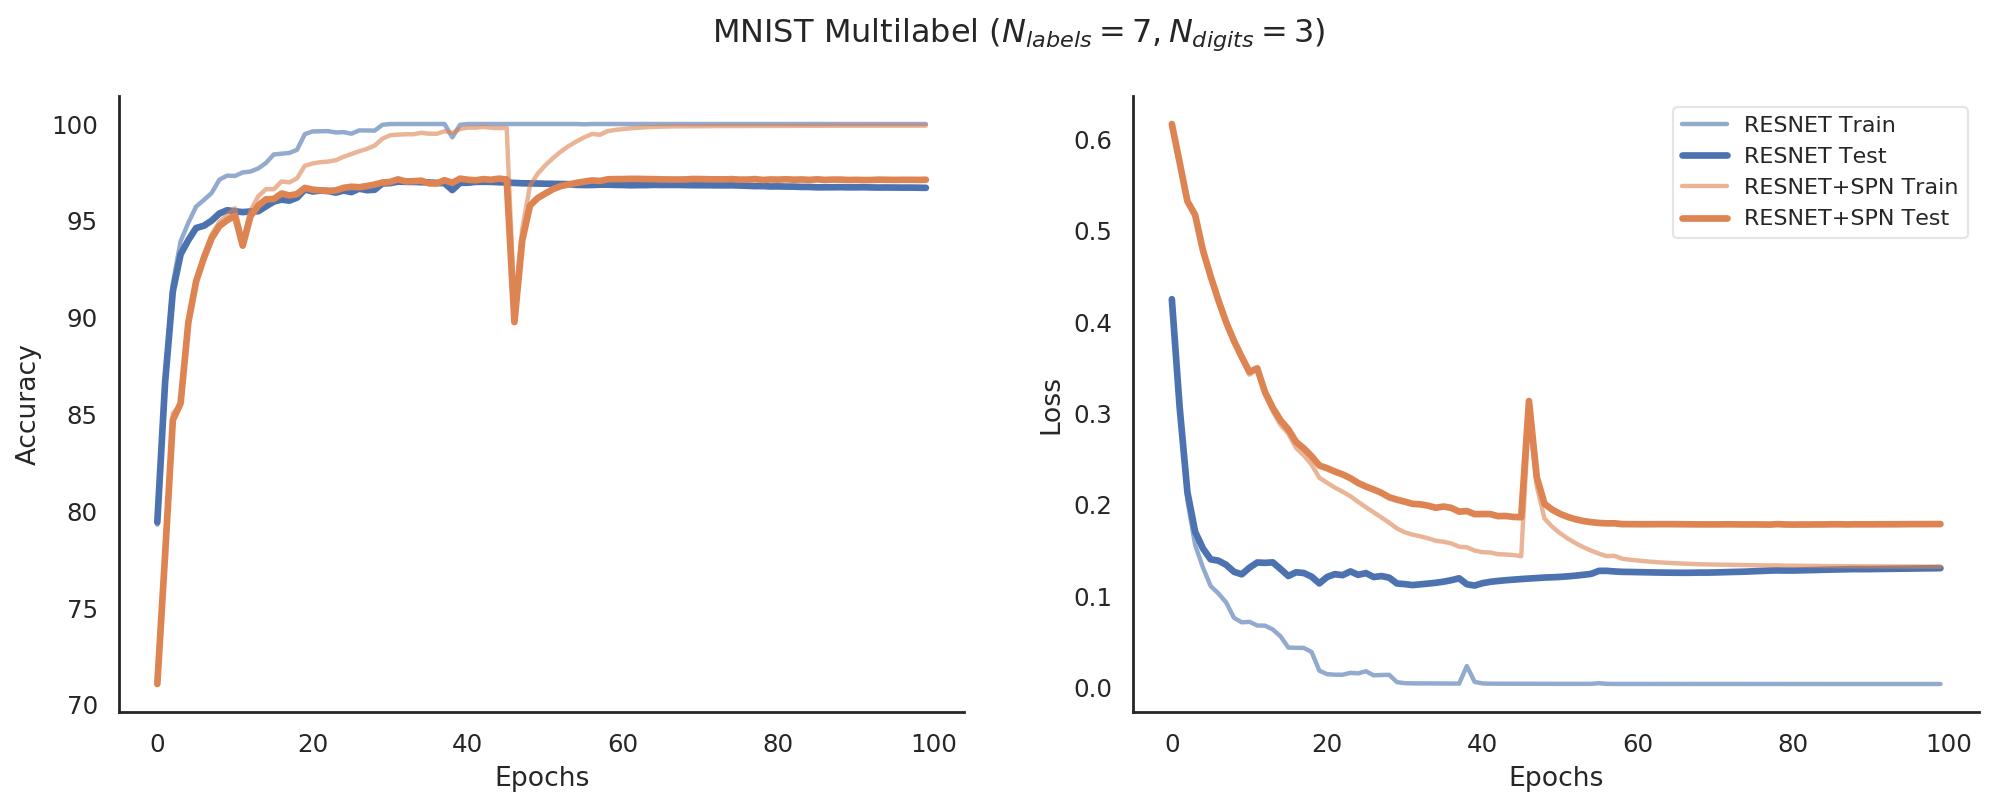 MNIST Multilabel (N_labels = 7, N_digits = 3)
Accuracy
100
95
90
85
80
75
70
0 20 40 60 80 100
Epochs
Loss
0.6
0.5
0.4
0.3
0.2
0.1
0.0
0 20 40 60 80 100
Epochs
RESNET Train
RESNET Test
RESNET+SPN Train
RESNET+SPN Test